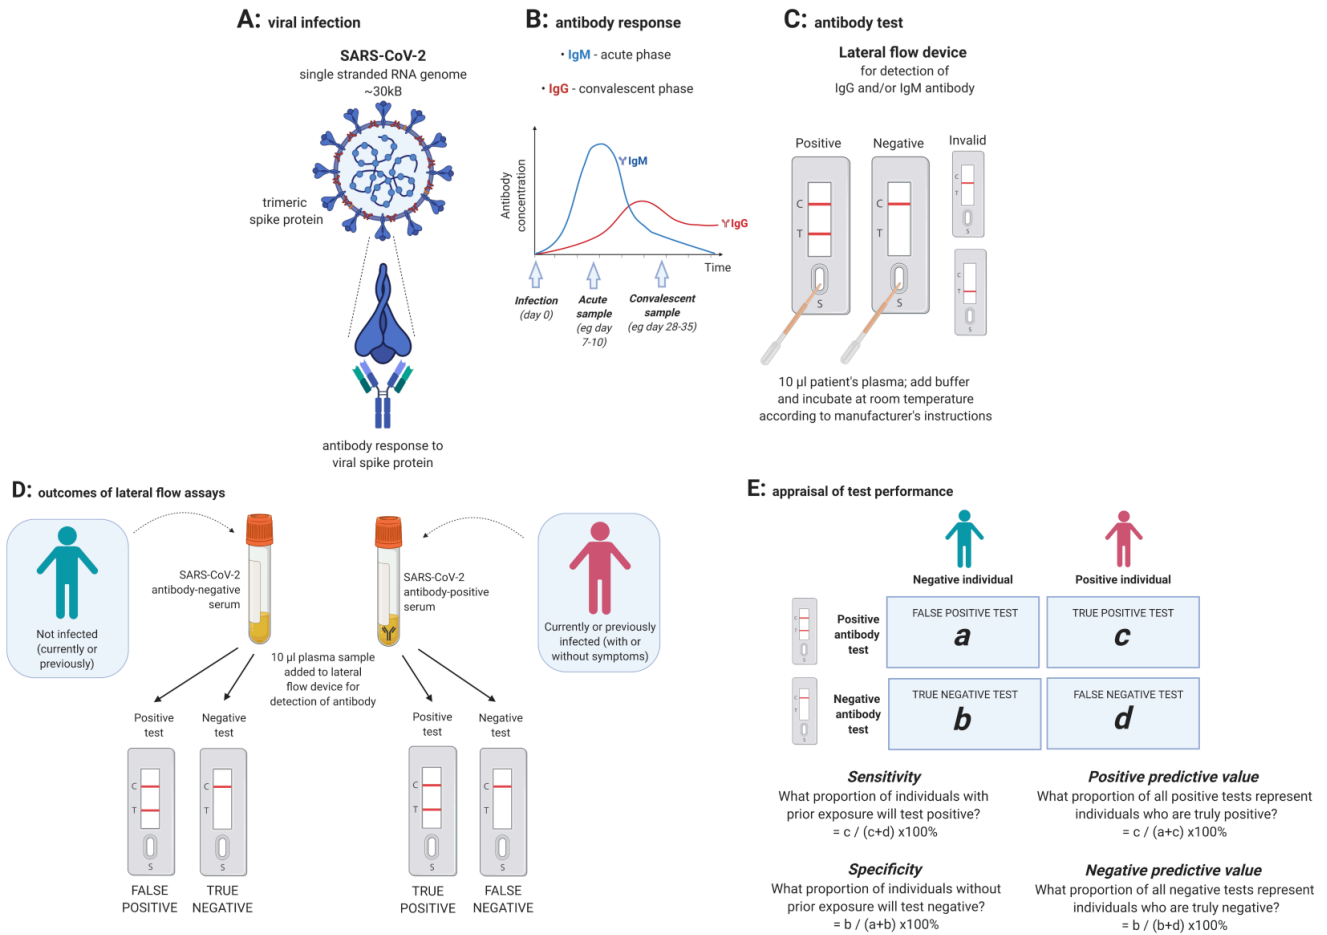 A: viral infection
SARS-CoV-2
single stranded RNA genome
~30kB
trimeric
spike protein
antibody response to
viral spike protein
B: antibody response
• IgM - acute phase
• IgG - convalescent phase
Antibody
concentration
IgM
IgG
Time
Infection
(day 0)
Acute
sample
(eg day
7-10)
Convalescent
sample
(eg day 28-35)
C: antibody test
Lateral flow device
for detection of
IgG and/or IgM antibody
Positive
C
T
S
Negative
C
T
S
Invalid
C
T
S
C
T
S
10 µl patient's plasma; add buffer
and incubate at room temperature
according to manufacturer's instructions
D: outcomes of lateral flow assays
Not infected
(currently or
previously)
SARS-CoV-2
antibody-negative
serum
SARS-CoV-2
antibody-positive
serum
Currently or previously
infected (with or
without symptoms)
10 µl plasma sample
added to lateral
flow device for
detection of antibody
Positive
test
C
T
S
FALSE
POSITIVE
Negative
test
C
T
S
TRUE
NEGATIVE
Positive
test
C
T
S
TRUE
POSITIVE
Negative
test
C
T
S
FALSE
NEGATIVE
E: appraisal of test performance
Negative individual
Positive individual
C
T
S
Positive
antibody
test
FALSE POSITIVE TEST
a
TRUE POSITIVE TEST
c
C
T
S
Negative
antibody
test
TRUE NEGATIVE TEST
b
FALSE NEGATIVE TEST
d
Sensitivity
What proportion of individuals with
prior exposure will test positive?
= c / (c+d) x100%
Positive predictive value
What proportion of all positive tests represent
individuals who are truly positive?
= c / (a+c) x100%
Specificity
What proportion of individuals without
prior exposure will test negative?
= b / (a+b) x100%
Negative predictive value
What proportion of all negative tests represent
individuals who are truly negative?
= b / (b+d) x100%